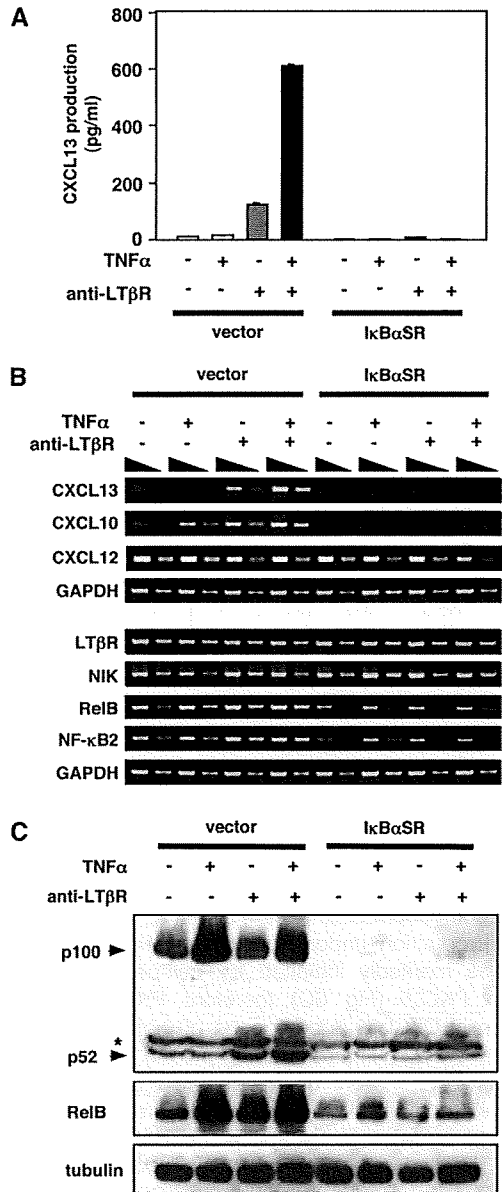 A
800
600
400
200
0
CXCL13 production
(pg/ml)
TNFα - + - + - + - +
anti-LTβR - - + + - - + +
vector IκBαSR
B
vector IκBαSR
TNFα - + - + - + - +
anti-LTβR - - + + - - + +
CXCL13
CXCL10
CXCL12
GAPDH
LTβR
NIK
RelB
NF-κB2
GAPDH
C
vector IκBαSR
TNFα - + - + - + - +
anti-LTβR - - + + - - + +
p100
*
p52
RelB
tubulin